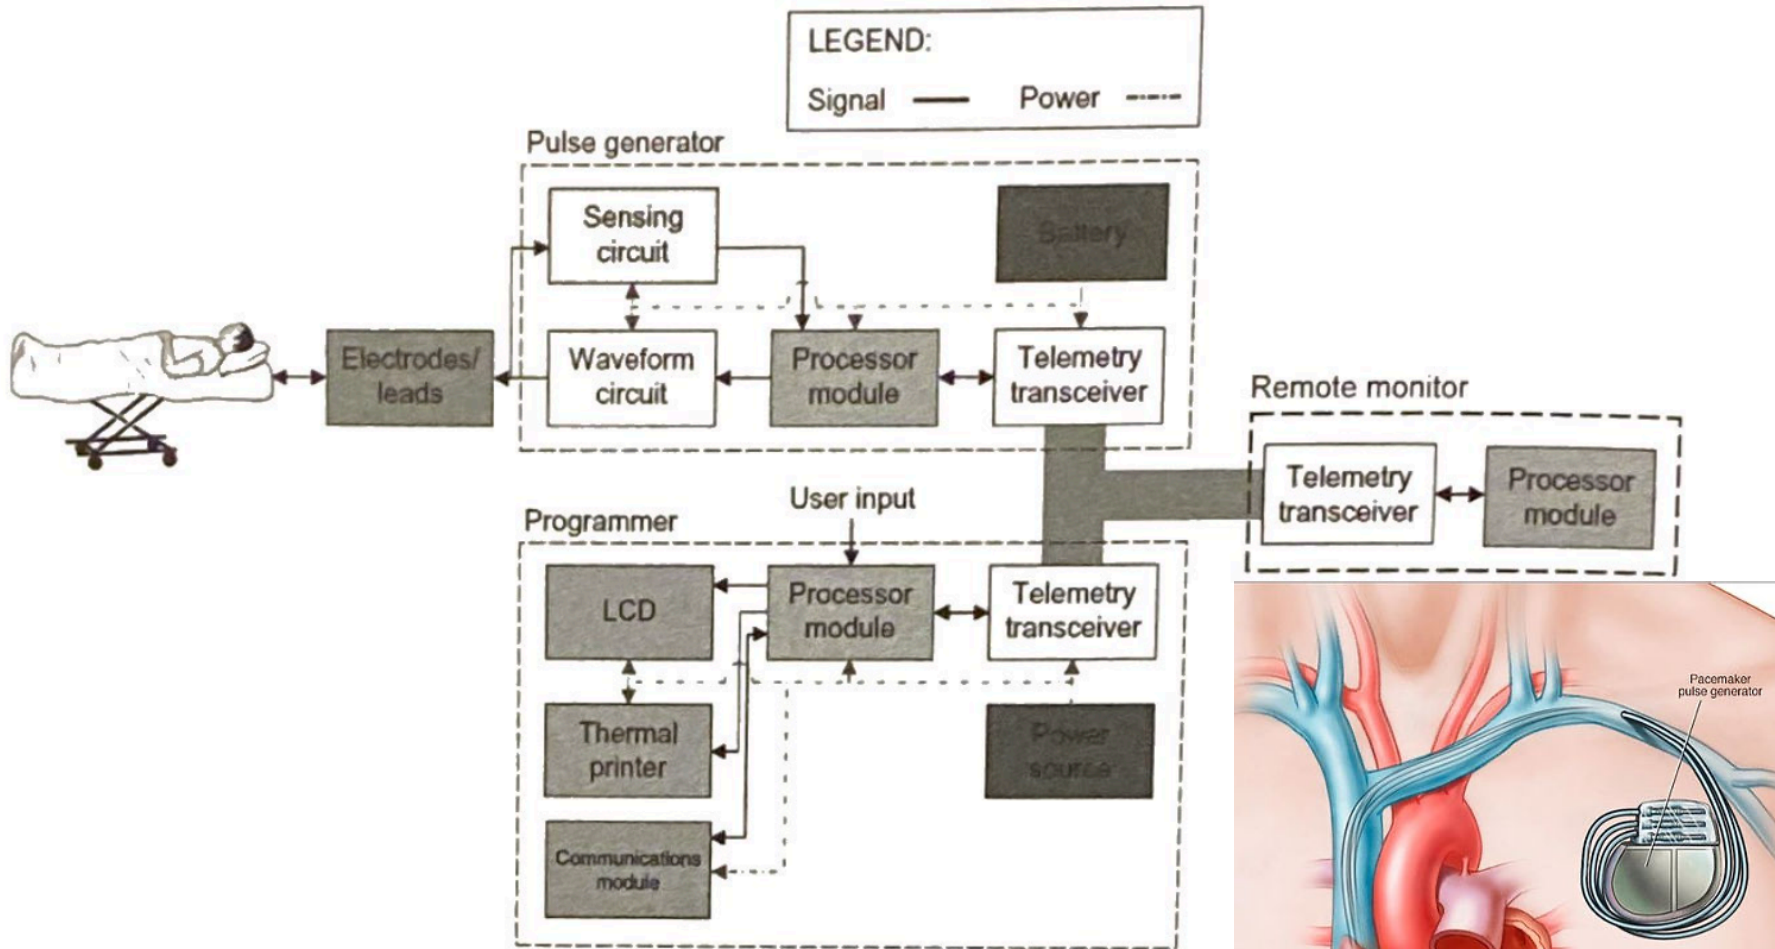 LEGEND:
Signal
Power
Pulse generator
Sensing
circuit
Battery
Electrodes/
leads
Waveform
circuit
Processor
module
Telemetry
transceiver
Remote monitor
Telemetry
transceiver
Processor
module
User input
Programmer
LCD
Processor
module
Telemetry
transceiver
Thermal
printer
Power
source
Communications
module
Pacemaker
pulse generator